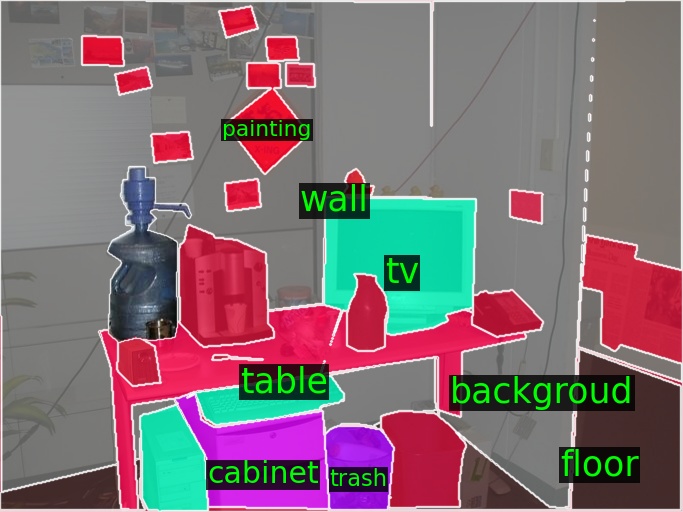 painting
wall
tv
table
backgroud
floor
cabinet
trash